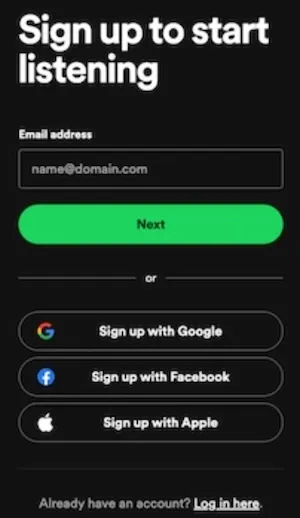 Sign up to start
listening
Email address
name@domain.com
Next
or
Sign up with Google
Sign up with Facebook
Sign up with Apple
Already have an account? Log in here.